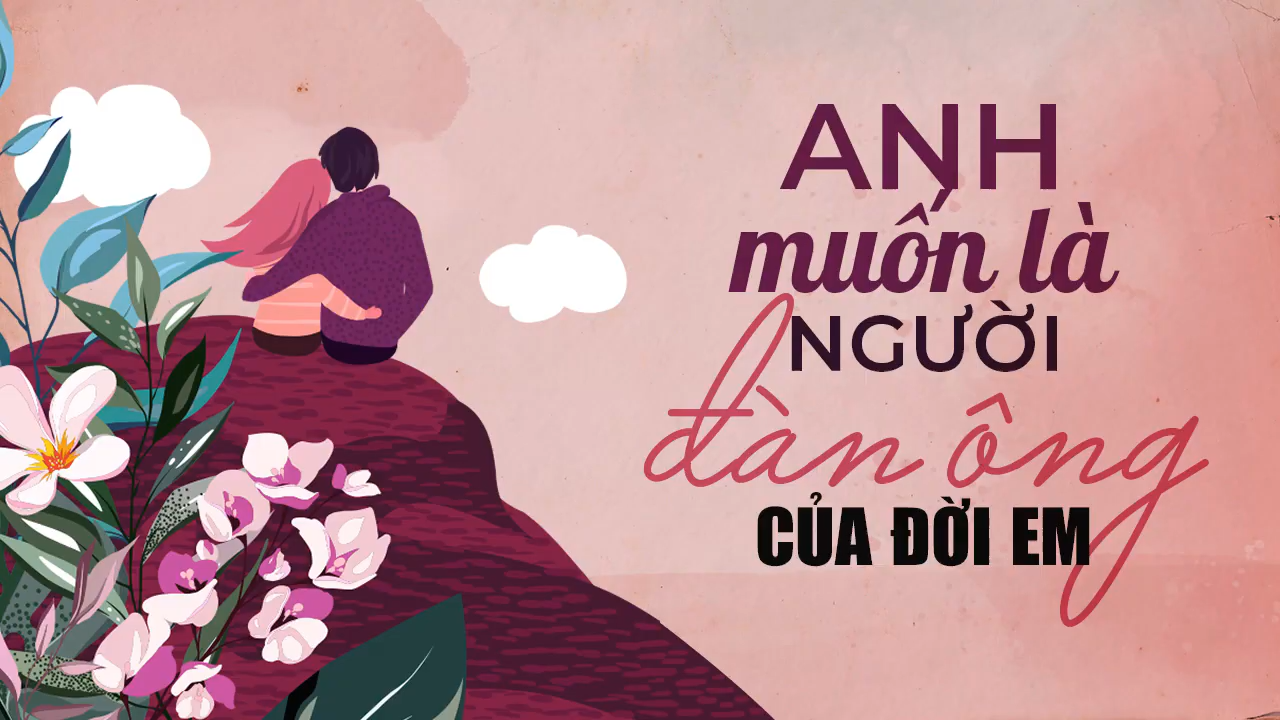 ANH
muốn là
NGƯỜI
đàn ông
CỦA ĐỜI EM